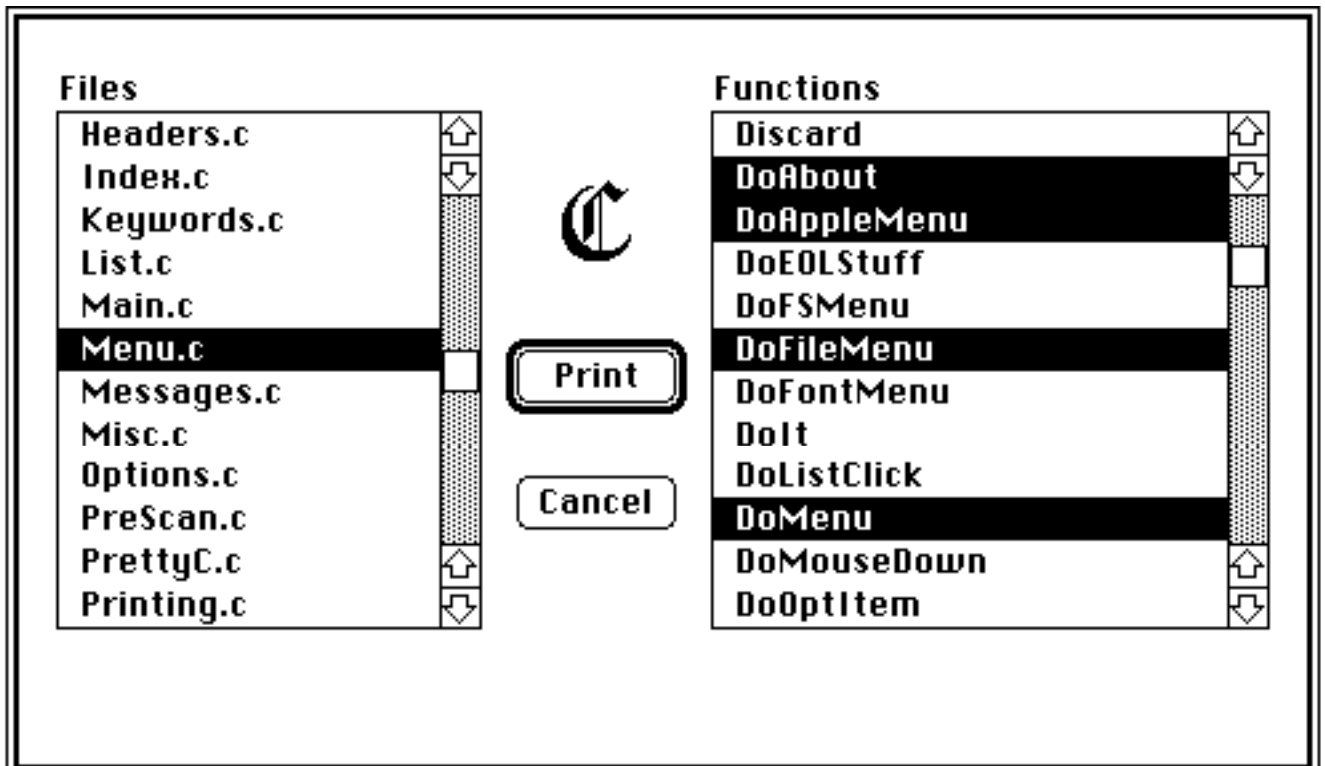 Files
Headers.c
Index.c
Keywords.c
List.c
Main.c
Menu.c
Messages.c
Misc.c
Options.c
PreScan.c
PrettyC.c
Printing.c
C
Print
Cancel
Functions
Discard
DoAbout
DoAppleMenu
DoEOLStuff
DoFSMenu
DoFileMenu
DoFontMenu
DoIt
DoListClick
DoMenu
DoMouseDown
DoOptItem